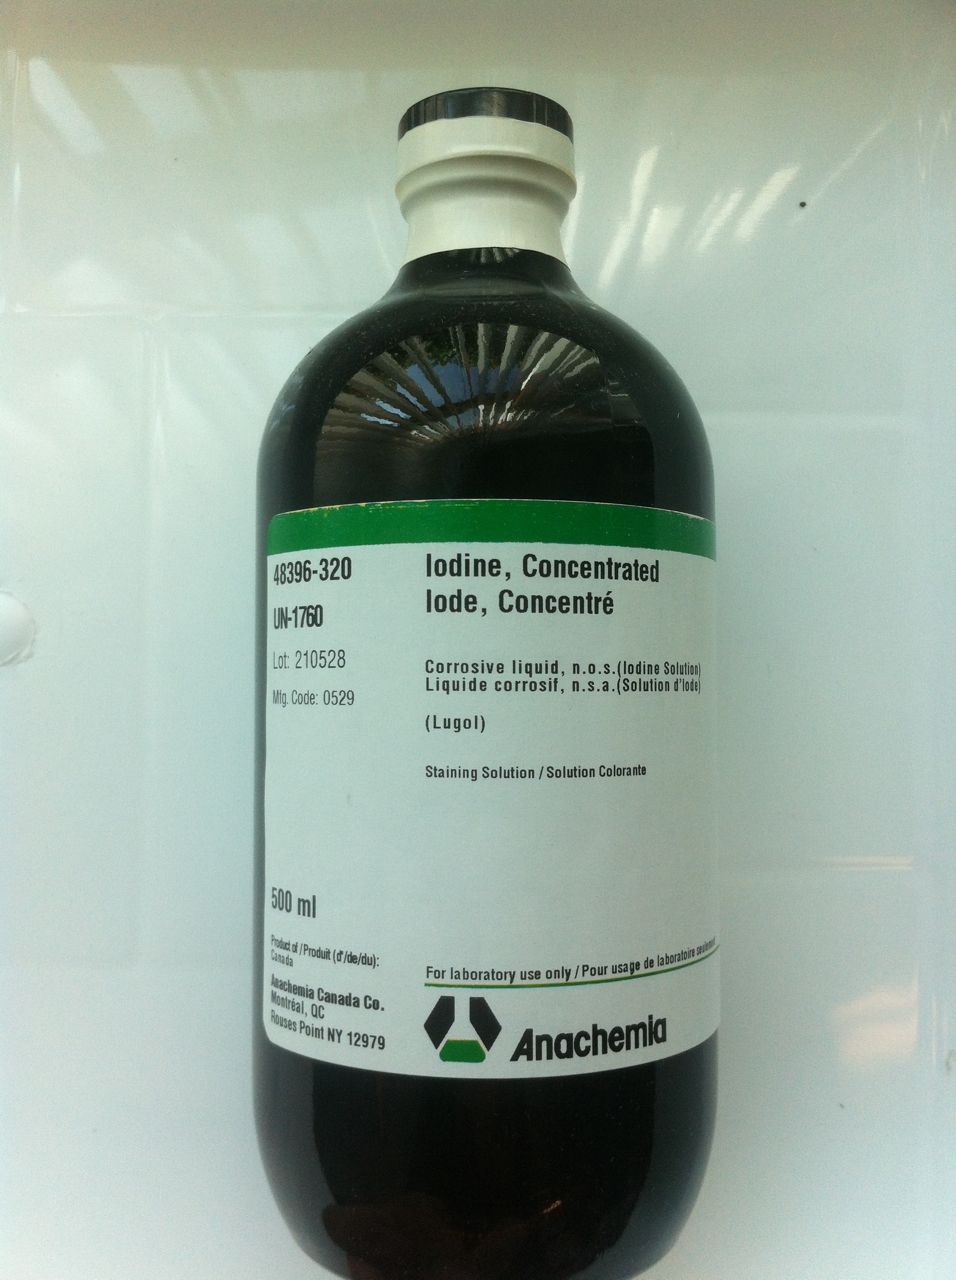 48396-320
UN-1760
Lot: 210528
Mfg. Code: 0529
Iodine, Concentrated
Iode, Concentré
Corrosive liquid, n.o.s.(Iodine Solution)
Liquide corrosif, n.s.a.(Solution d'Iode)
(Lugol)
Staining Solution / Solution Colorante
500 ml
Product of / Produit (d'/de/du):
Canada
Anachemia Canada Co.
Montréal, QC
Rouses Point NY 12979
For laboratory use only / Pour usage de laboratoire seulement
Anachemia